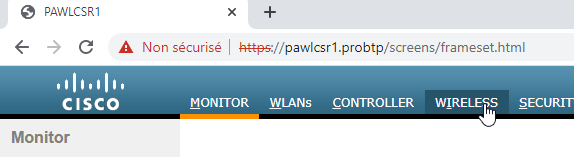 PAWLCSR1
Non sécurisé https://pawlcsr1.probtp/screens/frameset.html
CISCO
MONITOR WLANs CONTROLLER WIRELESS SECURIT
Monitor